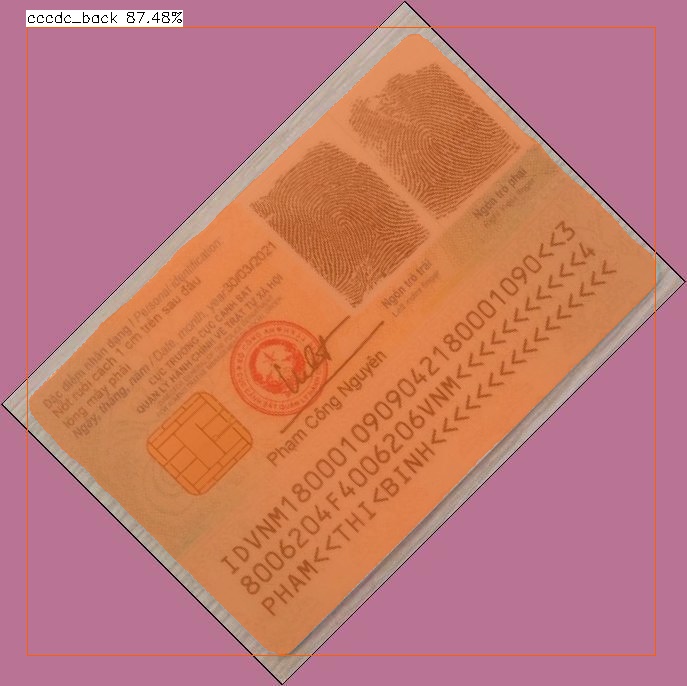 cccdc_back 87.48%
Đặc điểm nhân dạng / Personal identification:
Nốt ruồi cách 1 cm trên sau đầu
lông mày phải
Ngày, tháng, năm / Date, month, year: 30/03/2021
CỤC TRƯỞNG CỤC CẢNH SÁT
QUẢN LÝ HÀNH CHÍNH VỀ TRẬT TỰ XÃ HỘI
Phạm Công Nguyên
Ngón trỏ trái
Left index finger
Ngón trỏ phải
Right index finger
IDVNM1800010909042180001090<<3
8006204F4006206VNM<<<<<<<<<<<4
PHAM<<THI<BINH<<<<<<<<<<<<<<<<